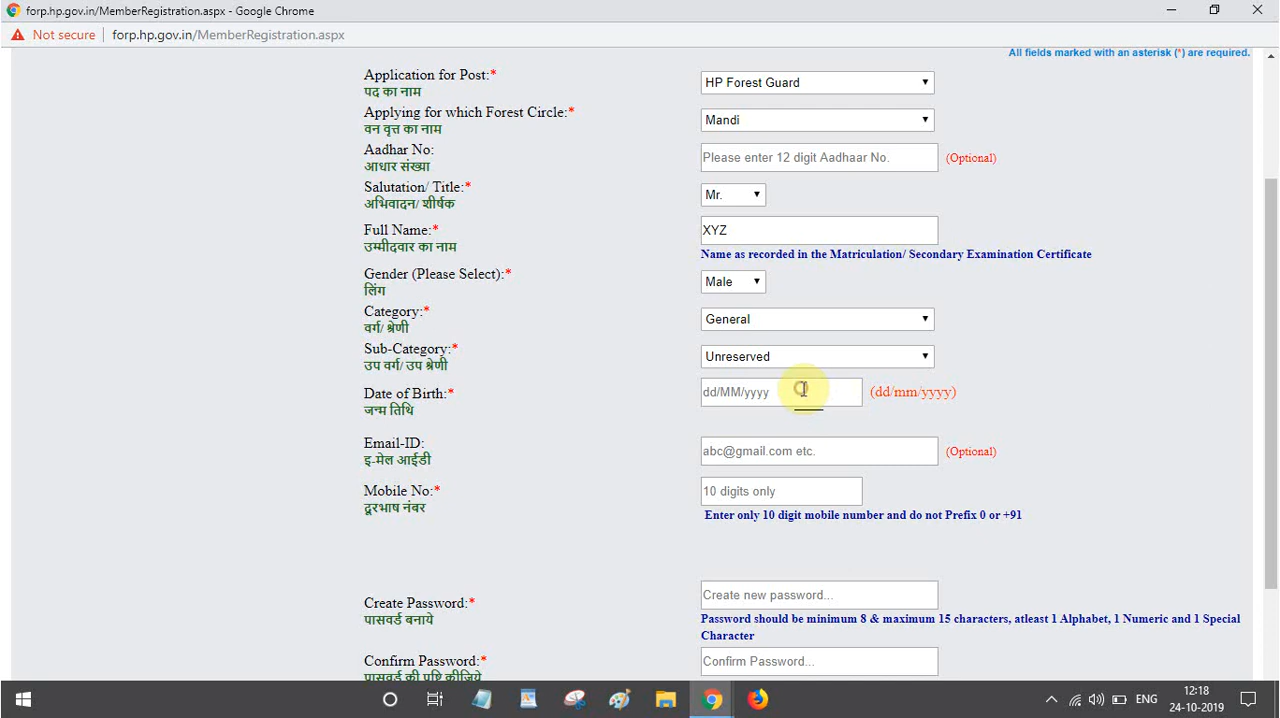 forp.hp.gov.in/MemberRegistration.aspx - Google Chrome
Not secure forp.hp.gov.in/MemberRegistration.aspx
All fields marked with an asterisk (*) are required.
Application for Post:* HP Forest Guard
पद का नाम
Applying for which Forest Circle:* Mandi
वन वृत्त का नाम
Aadhar No: Please enter 12 digit Aadhaar No. (Optional)
आधार संख्या
Salutation/ Title:* Mr.
अभिवादन/ शीर्षक
Full Name:* XYZ
उम्मीदवार का नाम
Name as recorded in the Matriculation/ Secondary Examination Certificate
Gender (Please Select):* Male
लिंग
Category:* General
वर्ग/ श्रेणी
Sub-Category:* Unreserved
उप वर्ग/ उप श्रेणी
Date of Birth:* dd/MM/yyyy (dd/mm/yyyy)
जन्म तिथि
Email-ID: abc@gmail.com etc. (Optional)
इ-मेल आईडी
Mobile No:* 10 digits only
दूरभाष नंबर
Enter only 10 digit mobile number and do not Prefix 0 or +91
Create Password:* Create new password...
पासवर्ड बनाये
Password should be minimum 8 & maximum 15 characters, atleast 1 Alphabet, 1 Numeric and 1 Special
Character
Confirm Password:* Confirm Password...
पासवर्ड की पुष्टि कीजिये
ENG 12:18
24-10-2019